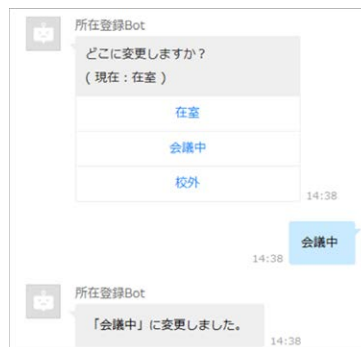 所在登録Bot
どこに変更しますか？
( 現在：在室 )
在室
会議中
校外
14:38
会議中
14:38
所在登録Bot
「会議中」に変更しました。
14:38